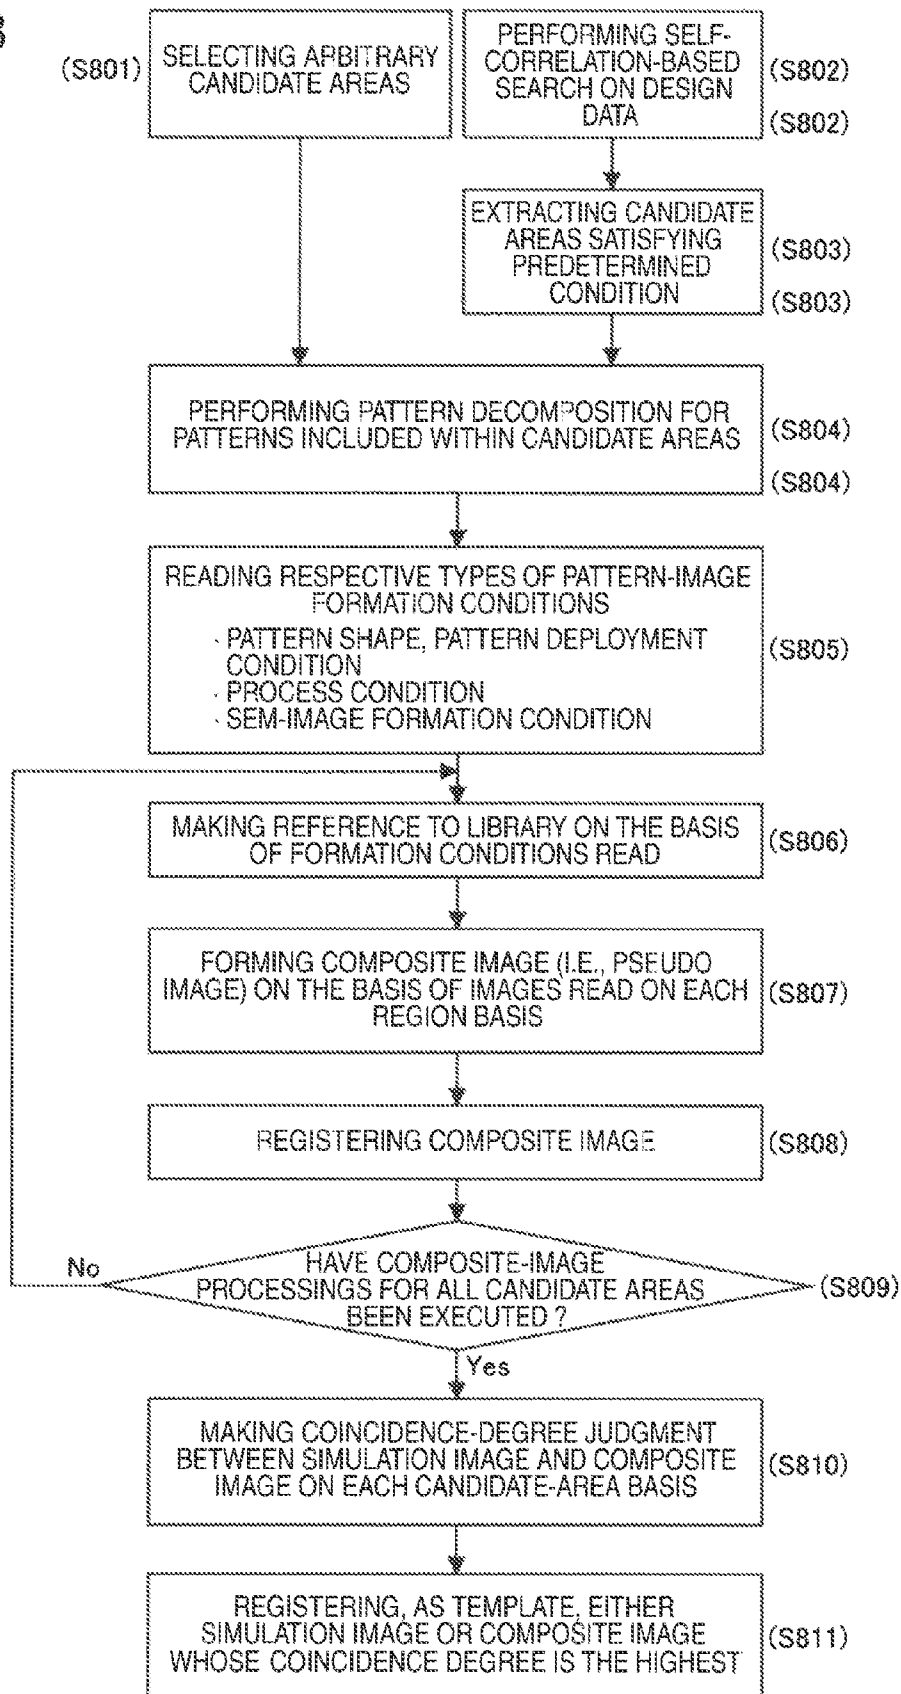 8
(S801)
SELECTING ARBITRARY
CANDIDATE AREAS
PERFORMING SELF-
CORRELATION-BASED
SEARCH ON DESIGN
DATA
(S802)
(S802)
EXTRACTING CANDIDATE
AREAS SATISFYING
PREDETERMINED
CONDITION
(S803)
(S803)
PERFORMING PATTERN DECOMPOSITION FOR
PATTERNS INCLUDED WITHIN CANDIDATE AREAS
(S804)
(S804)
READING RESPECTIVE TYPES OF PATTERN-IMAGE
FORMATION CONDITIONS
· PATTERN SHAPE, PATTERN DEPLOYMENT
CONDITION
· PROCESS CONDITION
· SEM-IMAGE FORMATION CONDITION
(S805)
MAKING REFERENCE TO LIBRARY ON THE BASIS
OF FORMATION CONDITIONS READ
(S806)
FORMING COMPOSITE IMAGE (I.E., PSEUDO
IMAGE) ON THE BASIS OF IMAGES READ ON EACH
REGION BASIS
(S807)
REGISTERING COMPOSITE IMAGE
(S808)
No
HAVE COMPOSITE-IMAGE
PROCESSINGS FOR ALL CANDIDATE AREAS
BEEN EXECUTED ?
(S809)
Yes
MAKING COINCIDENCE-DEGREE JUDGMENT
BETWEEN SIMULATION IMAGE AND COMPOSITE
IMAGE ON EACH CANDIDATE-AREA BASIS
(S810)
REGISTERING, AS TEMPLATE, EITHER
SIMULATION IMAGE OR COMPOSITE IMAGE
WHOSE COINCIDENCE DEGREE IS THE HIGHEST
(S811)